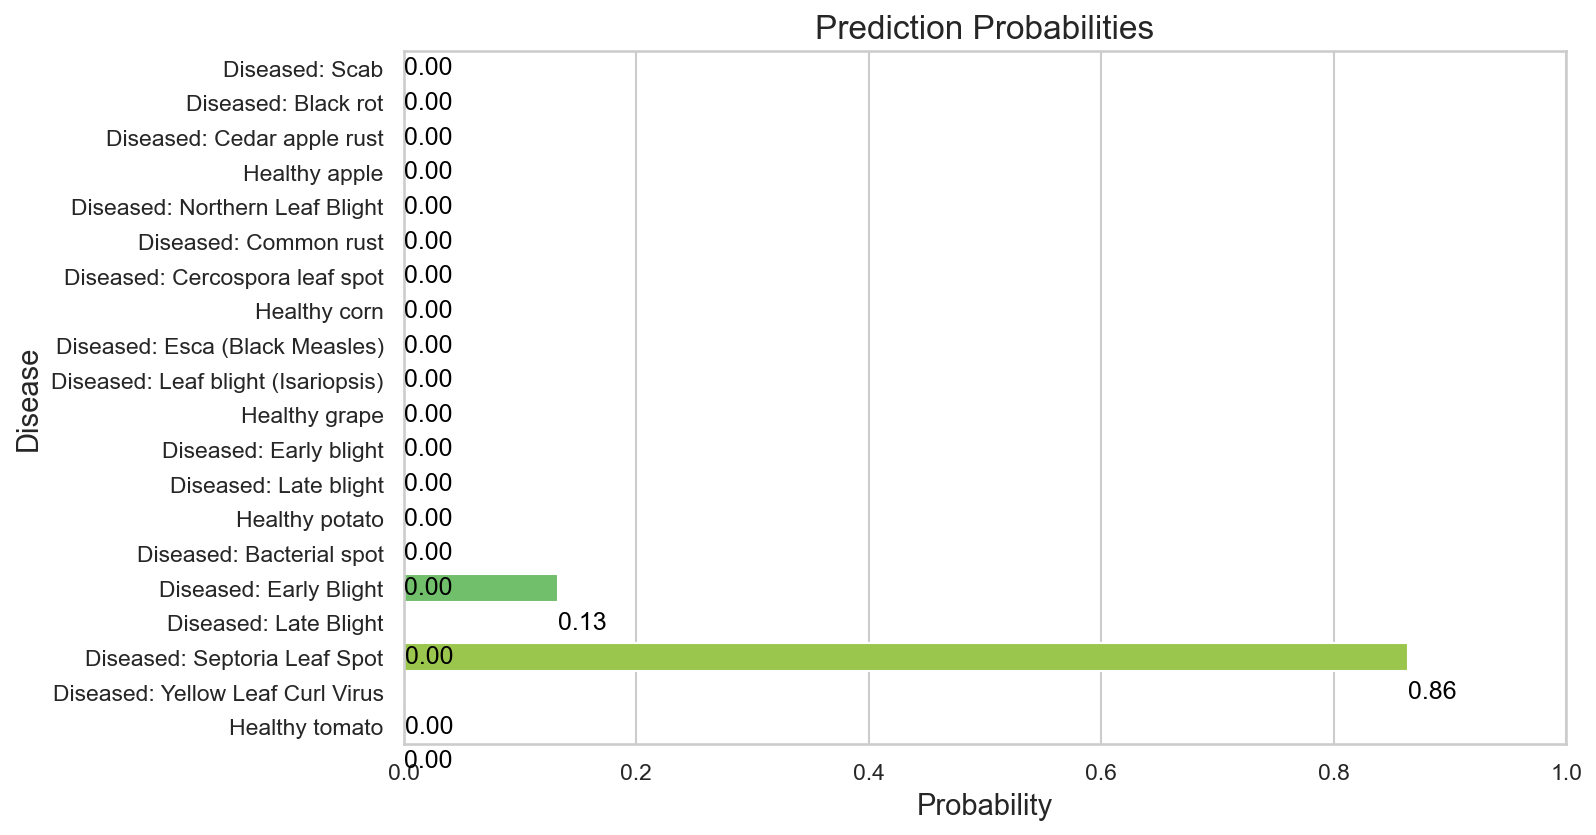 Prediction Probabilities
Disease
Diseased: Scab 0.00
Diseased: Black rot 0.00
Diseased: Cedar apple rust 0.00
Healthy apple 0.00
Diseased: Northern Leaf Blight 0.00
Diseased: Common rust 0.00
Diseased: Cercospora leaf spot 0.00
Healthy corn 0.00
Diseased: Esca (Black Measles) 0.00
Diseased: Leaf blight (Isariopsis) 0.00
Healthy grape 0.00
Diseased: Early blight 0.00
Diseased: Late blight 0.00
Healthy potato 0.00
Diseased: Bacterial spot 0.00
Diseased: Early Blight 0.00
Diseased: Late Blight 0.13
Diseased: Septoria Leaf Spot 0.00
Diseased: Yellow Leaf Curl Virus 0.86
Healthy tomato 0.00
0.00
0.0 0.2 0.4 0.6 0.8 1.0
Probability